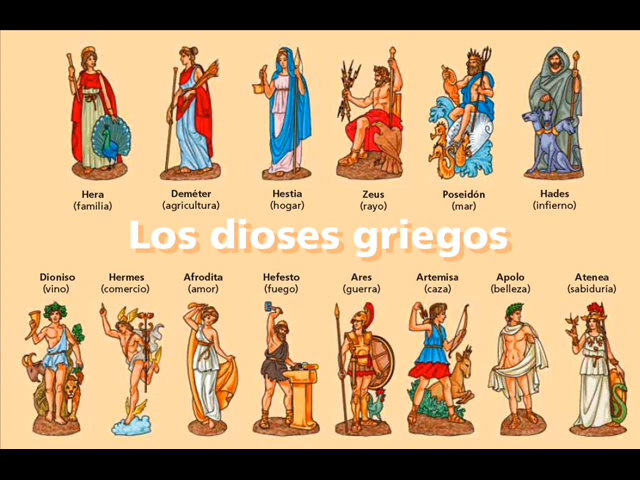 Hera
(familia)
Deméter
(agricultura)
Hestia
(hogar)
Zeus
(rayo)
Poseidón
(mar)
Hades
(infierno)
Los dioses griegos
Dioniso
(vino)
Hermes
(comercio)
Afrodita
(amor)
Hefesto
(fuego)
Ares
(guerra)
Artemisa
(caza)
Apolo
(belleza)
Atenea
(sabiduría)